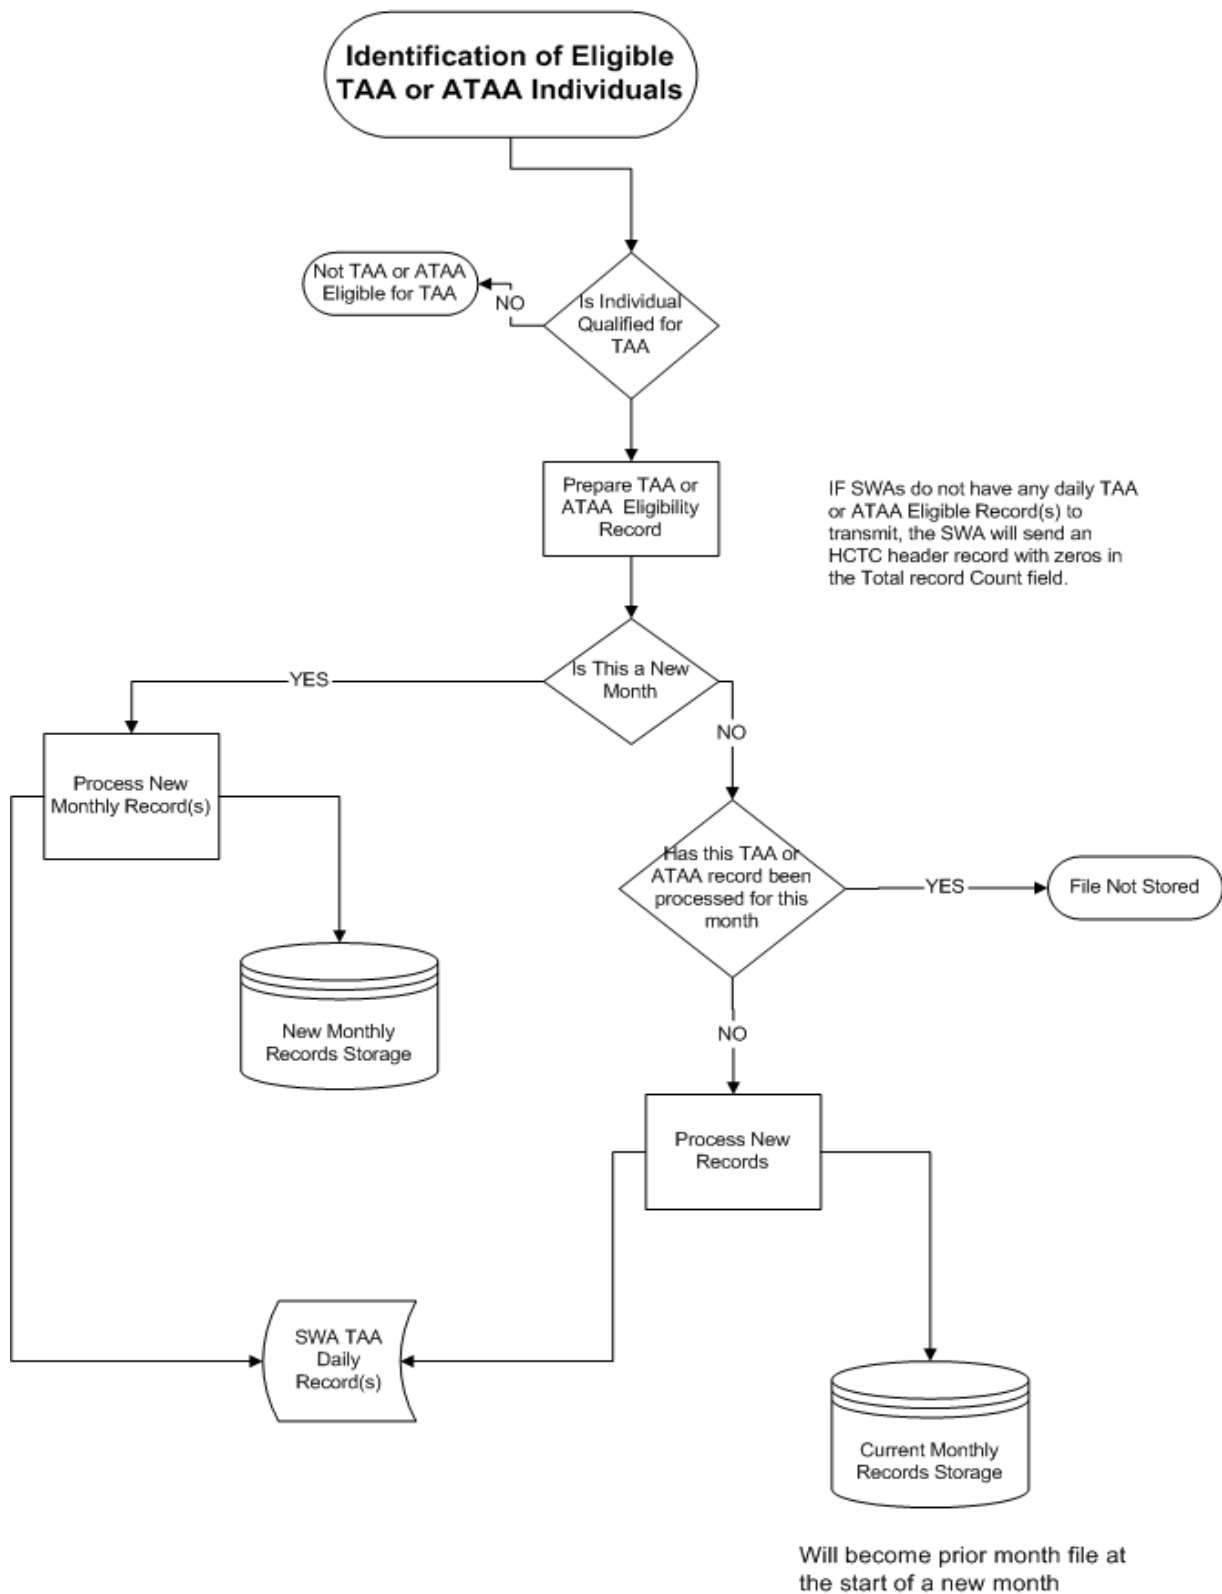 Identification of Eligible
TAA or ATAA Individuals
Not TAA or ATAA
Eligible for TAA
NO
Is Individual
Qualified for
TAA
Prepare TAA or
ATAA Eligibility
Record
IF SWAs do not have any daily TAA
or ATAA Eligible Record(s) to
transmit, the SWA will send an
HCTC header record with zeros in
the Total record Count field.
Is This a New
Month
YES
NO
Process New
Monthly Record(s)
Has this TAA or
ATAA record been
processed for this
month
YES
File Not Stored
New Monthly
Records Storage
NO
Process New
Records
SWA TAA
Daily
Record(s)
Current Monthly
Records Storage
Will become prior month file at
the start of a new month